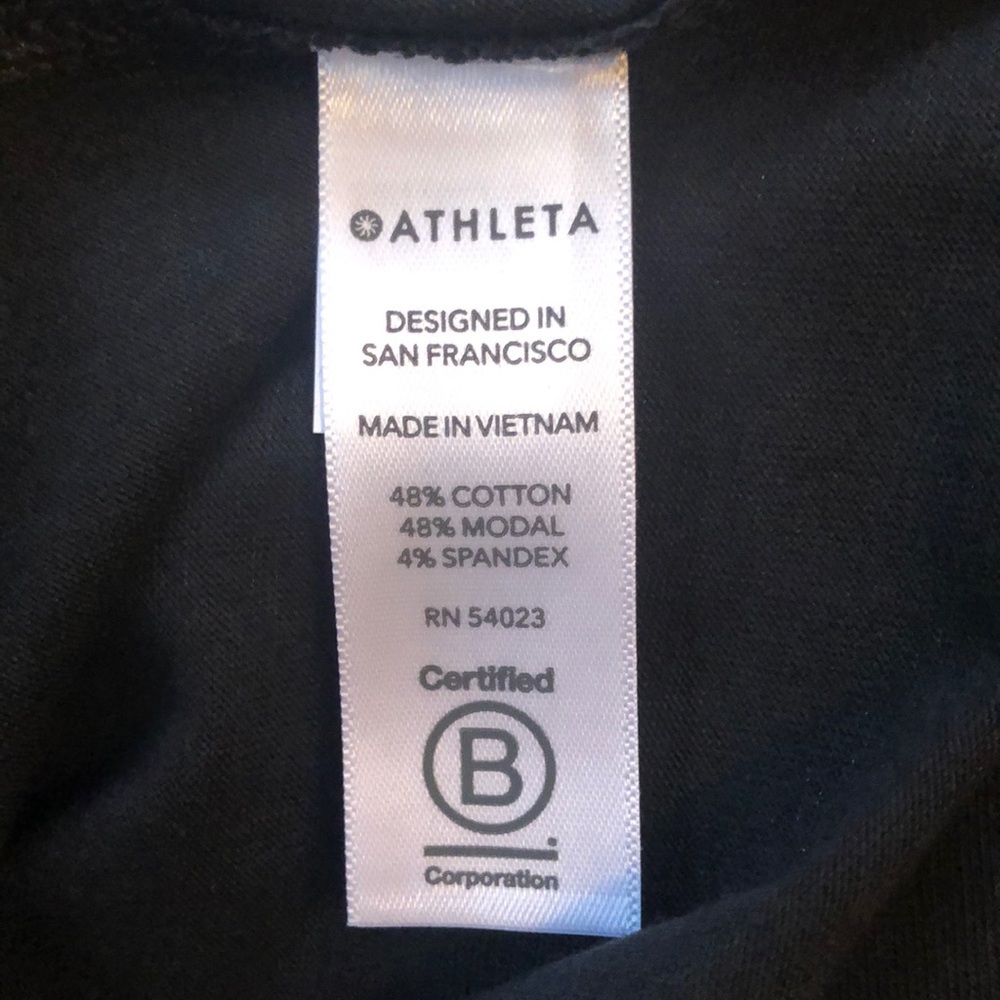 ATHLETA
DESIGNED IN
SAN FRANCISCO
MADE IN VIETNAM
48% COTTON
48% MODAL
4% SPANDEX
RN 54023
Certified
B
Corporation